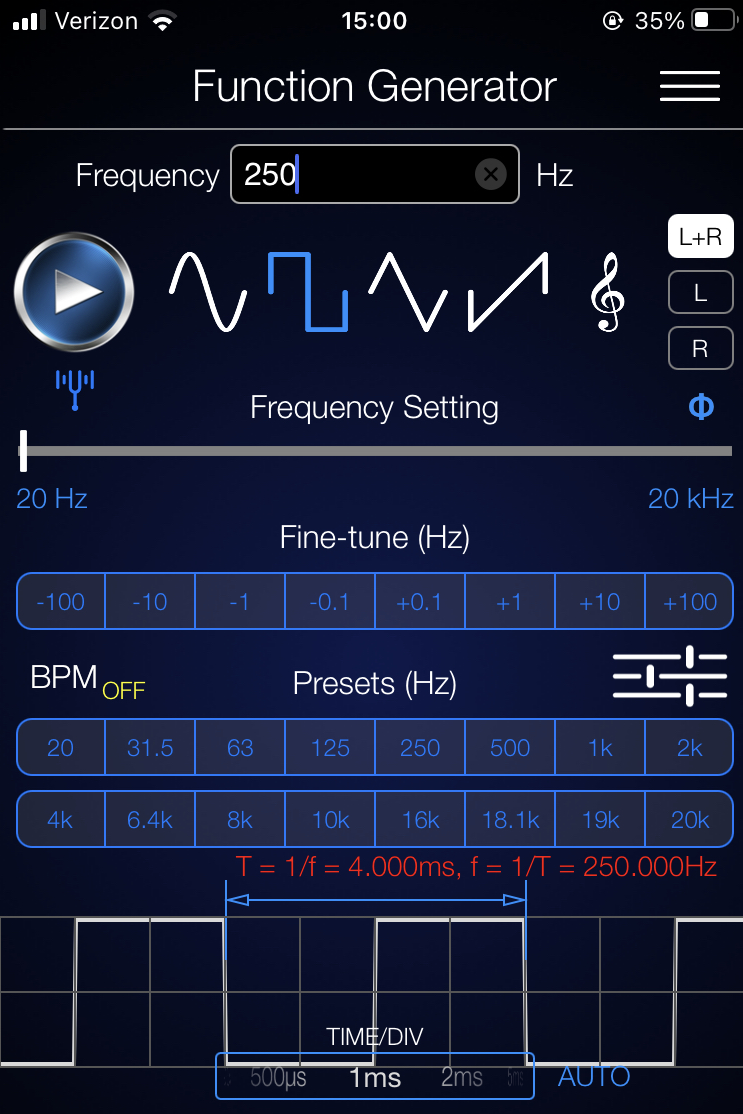 Verizon 15:00 35%
Function Generator
Frequency 250 Hz
L+R
L
R
Frequency Setting Φ
20 Hz 20 kHz
Fine-tune (Hz)
-100 -10 -1 -0.1 +0.1 +1 +10 +100
BPM OFF Presets (Hz)
20 31.5 63 125 250 500 1k 2k
4k 6.4k 8k 10k 16k 18.1k 19k 20k
T = 1/f = 4.000ms, f = 1/T = 250.000Hz
TIME/DIV
500µs 1ms 2ms 5ms AUTO